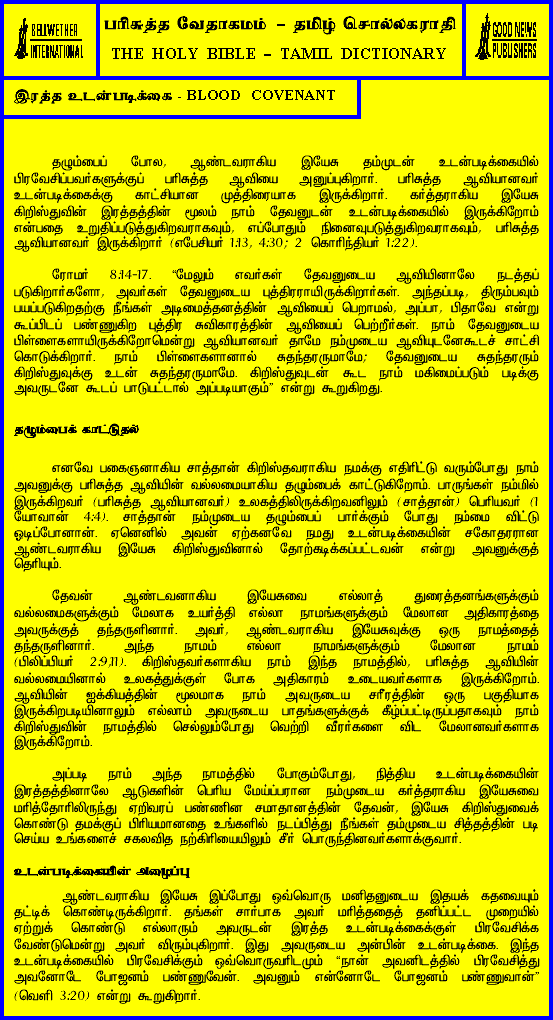 BELLWETHER
INTERNATIONAL
பரிசுத்த வேதாகமம் – தமிழ் சொல்லகராதி
THE HOLY BIBLE – TAMIL DICTIONARY
GOOD NEWS
PUBLISHERS
இரத்த உடன்படிக்கை - BLOOD COVENANT
தழும்பைப் போல, ஆண்டவராகிய இயேசு தம்முடன் உடன்படிக்கையில்
பிரவேசிப்பவர்களுக்குப் பரிசுத்த ஆவியை அனுப்புகிறார். பரிசுத்த ஆவியானவர்
உடன்படிக்கைக்கு காட்சியான முத்திரையாக இருக்கிறார். கர்த்தராகிய இயேசு
கிறிஸ்துவின் இரத்தத்தின் மூலம் நாம் தேவனுடன் உடன்படிக்கையில் இருக்கிறோம்
என்பதை உறுதிப்படுத்துகிறவராகவும், எப்போதும் நினைவுபடுத்துகிறவராகவும், பரிசுத்த
ஆவியானவர் இருக்கிறார் (எபேசியர் 1:13, 4:30; 2 கொரிந்தியர் 1:22).
ரோமர் 8:14-17. “மேலும் எவர்கள் தேவனுடைய ஆவியினாலே நடத்தப்
படுகிறார்களோ, அவர்கள் தேவனுடைய புத்திரராயிருக்கிறார்கள். அந்தப்படி, திரும்பவும்
பயப்படுகிறதற்கு நீங்கள் அடிமைத்தனத்தின் ஆவியைப் பெறாமல், அப்பா, பிதாவே என்று
கூப்பிடப் பண்ணுகிற புத்திர சுவிகாரத்தின் ஆவியைப் பெற்றீர்கள். நாம் தேவனுடைய
பிள்ளைகளாயிருக்கிறோமென்று ஆவியானவர் தாமே நம்முடைய ஆவியுடனேகூடச் சாட்சி
கொடுக்கிறார். நாம் பிள்ளைகளானால் சுதந்தரருமாமே; தேவனுடைய சுதந்தரரும்
கிறிஸ்துவுக்கு உடன் சுதந்தரருமாமே. கிறிஸ்துவுடன் கூட நாம் மகிமைப்படும் படிக்கு
அவருடனே கூடப் பாடுபட்டால் அப்படியாகும்” என்று கூறுகிறது.
தழும்பைக் காட்டுதல்
எனவே பகைஞனாகிய சாத்தான் கிறிஸ்தவராகிய நமக்கு எதிரிட்டு வரும்போது நாம்
அவனுக்கு பரிசுத்த ஆவியின் வல்லமையாகிய தழும்பைக் காட்டுகிறோம். பாருங்கள் நம்மில்
இருக்கிறவர் (பரிசுத்த ஆவியானவர்) உலகத்திலிருக்கிறவனிலும் (சாத்தான்) பெரியவர் (1
யோவான் 4:4). சாத்தான் நம்முடைய தழும்பைப் பார்க்கும் போது நம்மை விட்டு
ஓடிப்போனான். ஏனெனில் அவன் ஏற்கனவே நமது உடன்படிக்கையின் சகோதரரான
ஆண்டவராகிய இயேசு கிறிஸ்துவினால் தோற்கடிக்கப்பட்டவன் என்று அவனுக்குத்
தெரியும்.
தேவன் ஆண்டவனாகிய இயேசுவை எல்லாத் துரைத்தனங்களுக்கும்
வல்லமைகளுக்கும் மேலாக உயர்த்தி எல்லா நாமங்களுக்கும் மேலான அதிகாரத்தை
அவருக்குத் தந்தருளினார். அவர், ஆண்டவராகிய இயேசுவுக்கு ஒரு நாமத்தைத்
தந்தருளினார். அந்த நாமம் எல்லா நாமங்களுக்கும் மேலான நாமம்
(பிலிப்பியர் 2:9,11). கிறிஸ்தவர்களாகிய நாம் இந்த நாமத்தில், பரிசுத்த ஆவியின்
வல்லமையினால் உலகத்துக்குள் போக அதிகாரம் உடையவர்களாக இருக்கிறோம்.
ஆவியின் ஐக்கியத்தின் மூலமாக நாம் அவருடைய சரீரத்தின் ஒரு பகுதியாக
இருக்கிறபடியினாலும் எல்லாம் அவருடைய பாதங்களுக்குக் கீழ்ப்பட்டிருப்பதாகவும் நாம்
கிறிஸ்துவின் நாமத்தில் செல்லும்போது வெற்றி வீரர்களை விட மேலானவர்களாக
இருக்கிறோம்.
அப்படி நாம் அந்த நாமத்தில் போகும்போது, நித்திய உடன்படிக்கையின்
இரத்தத்தினாலே ஆடுகளின் பெரிய மேய்ப்பரான நம்முடைய கர்த்தராகிய இயேசுவை
மரித்தோரிலிருந்து ஏறிவரப் பண்ணின சமாதானத்தின் தேவன், இயேசு கிறிஸ்துவைக்
கொண்டு தமக்குப் பிரியமானதை உங்களில் நடப்பித்து நீங்கள் தம்முடைய சித்தத்தின் படி
செய்ய உங்களைச் சகலவித நற்கிரியையிலும் சீர் பொருந்தினவர்களாக்குவார்.
உடன்படிக்கையின் அழைப்பு
ஆண்டவராகிய இயேசு இப்போது ஒவ்வொரு மனிதனுடைய இதயக் கதவையும்
தட்டிக் கொண்டிருக்கிறார். தங்கள் சார்பாக அவர் மரித்ததைத் தனிப்பட்ட முறையில்
ஏற்றுக் கொண்டு எல்லாரும் அவருடன் இரத்த உடன்படிக்கைக்குள் பிரவேசிக்க
வேண்டுமென்று அவர் விரும்புகிறார். இது அவருடைய அன்பின் உடன்படிக்கை. இந்த
உடன்படிக்கையில் பிரவேசிக்கும் ஒவ்வொருவரிடமும் “நான் அவனிடத்தில் பிரவேசித்து
அவனோடே போஜனம் பண்ணுவேன். அவனும் என்னோடே போஜனம் பண்ணுவான்”
(வெளி 3:20) என்று கூறுகிறார்.